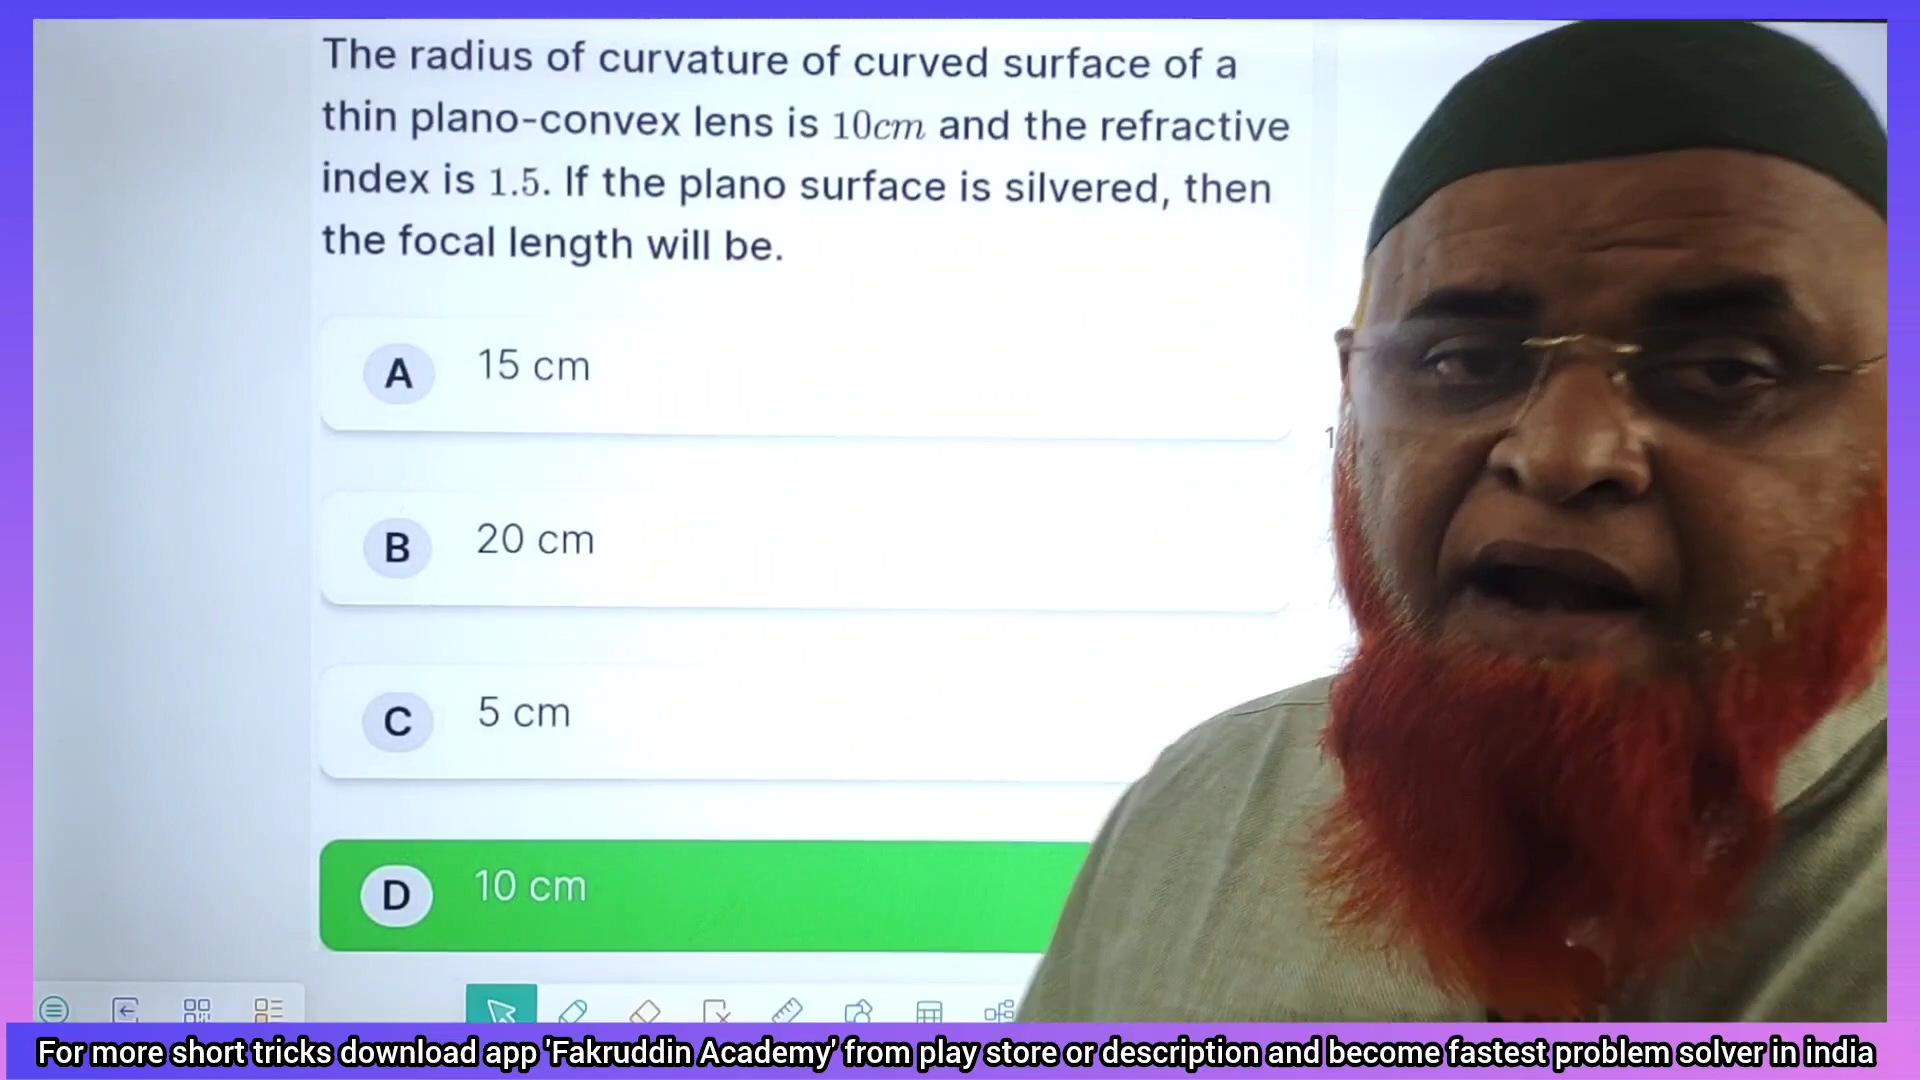 The radius of curvature of curved surface of a
thin plano-convex lens is 10cm and the refractive
index is 1.5. If the plano surface is silvered, then
the focal length will be.
A 15 cm
B 20 cm
1
C 5 cm
D 10 cm
For more short tricks download app 'Fakruddin Academy' from play store or description and become fastest problem solver in india